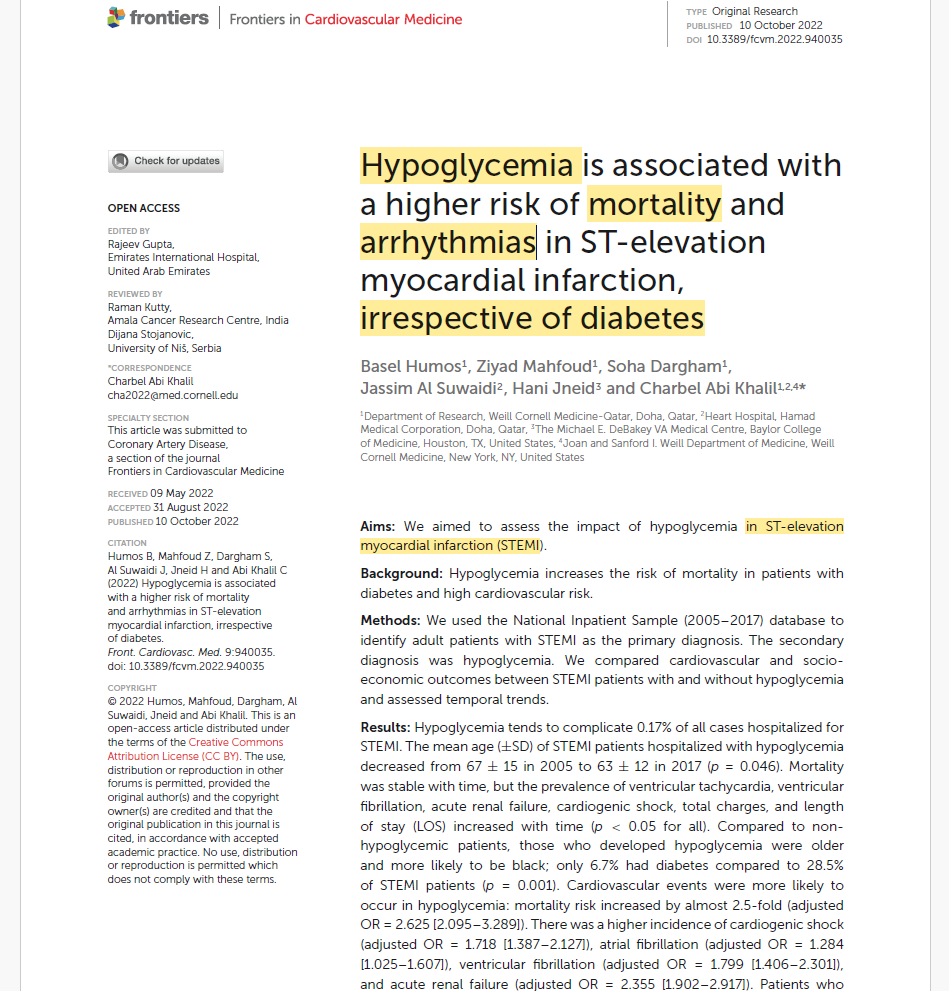 frontiers | Frontiers in Cardiovascular Medicine
TYPE Original Research
PUBLISHED 10 October 2022
DOI 10.3389/fcvm.2022.940035
Check for updates
OPEN ACCESS
EDITED BY
Rajeev Gupta,
Emirates International Hospital,
United Arab Emirates
REVIEWED BY
Raman Kutty,
Amala Cancer Research Centre, India
Dijana Stojanovic,
University of Niš, Serbia
*CORRESPONDENCE
Charbel Abi Khalil
cha2022@med.cornell.edu
SPECIALTY SECTION
This article was submitted to
Coronary Artery Disease,
a section of the journal
Frontiers in Cardiovascular Medicine
RECEIVED 09 May 2022
ACCEPTED 31 August 2022
PUBLISHED 10 October 2022
CITATION
Humos B, Mahfoud Z, Dargham S,
Al Suwaidi J, Jneid H and Abi Khalil C
(2022) Hypoglycemia is associated
with a higher risk of mortality
and arrhythmias in ST-elevation
myocardial infarction, irrespective
of diabetes.
Front. Cardiovasc. Med. 9:940035.
doi: 10.3389/fcvm.2022.940035
COPYRIGHT
© 2022 Humos, Mahfoud, Dargham, Al
Suwaidi, Jneid and Abi Khalil. This is an
open-access article distributed under
the terms of the Creative Commons
Attribution License (CC BY). The use,
distribution or reproduction in other
forums is permitted, provided the
original author(s) and the copyright
owner(s) are credited and that the
original publication in this journal is
cited, in accordance with accepted
academic practice. No use, distribution
or reproduction is permitted which
does not comply with these terms.
Hypoglycemia is associated with
a higher risk of mortality and
arrhythmias in ST-elevation
myocardial infarction,
irrespective of diabetes
Basel Humos¹, Ziyad Mahfoud¹, Soha Dargham¹,
Jassim Al Suwaidi², Hani Jneid³ and Charbel Abi Khalil¹,²,⁴*
¹Department of Research, Weill Cornell Medicine-Qatar, Doha, Qatar, ²Heart Hospital, Hamad
Medical Corporation, Doha, Qatar, ³The Michael E. DeBakey VA Medical Centre, Baylor College
of Medicine, Houston, TX, United States, ⁴Joan and Sanford I. Weill Department of Medicine, Weill
Cornell Medicine, New York, NY, United States
Aims: We aimed to assess the impact of hypoglycemia in ST-elevation
myocardial infarction (STEMI).
Background: Hypoglycemia increases the risk of mortality in patients with
diabetes and high cardiovascular risk.
Methods: We used the National Inpatient Sample (2005–2017) database to
identify adult patients with STEMI as the primary diagnosis. The secondary
diagnosis was hypoglycemia. We compared cardiovascular and socio-
economic outcomes between STEMI patients with and without hypoglycemia
and assessed temporal trends.
Results: Hypoglycemia tends to complicate 0.17% of all cases hospitalized for
STEMI. The mean age (±SD) of STEMI patients hospitalized with hypoglycemia
decreased from 67 ± 15 in 2005 to 63 ± 12 in 2017 (p = 0.046). Mortality
was stable with time, but the prevalence of ventricular tachycardia, ventricular
fibrillation, acute renal failure, cardiogenic shock, total charges, and length
of stay (LOS) increased with time (p < 0.05 for all). Compared to non-
hypoglycemic patients, those who developed hypoglycemia were older
and more likely to be black; only 6.7% had diabetes compared to 28.5%
of STEMI patients (p = 0.001). Cardiovascular events were more likely to
occur in hypoglycemia: mortality risk increased by almost 2.5-fold (adjusted
OR = 2.625 [2.095–3.289]). There was a higher incidence of cardiogenic shock
(adjusted OR = 1.718 [1.387–2.127]), atrial fibrillation (adjusted OR = 1.284
[1.025–1.607]), ventricular fibrillation (adjusted OR = 1.799 [1.406–2.301]),
and acute renal failure (adjusted OR = 2.355 [1.902–2.917]). Patients who